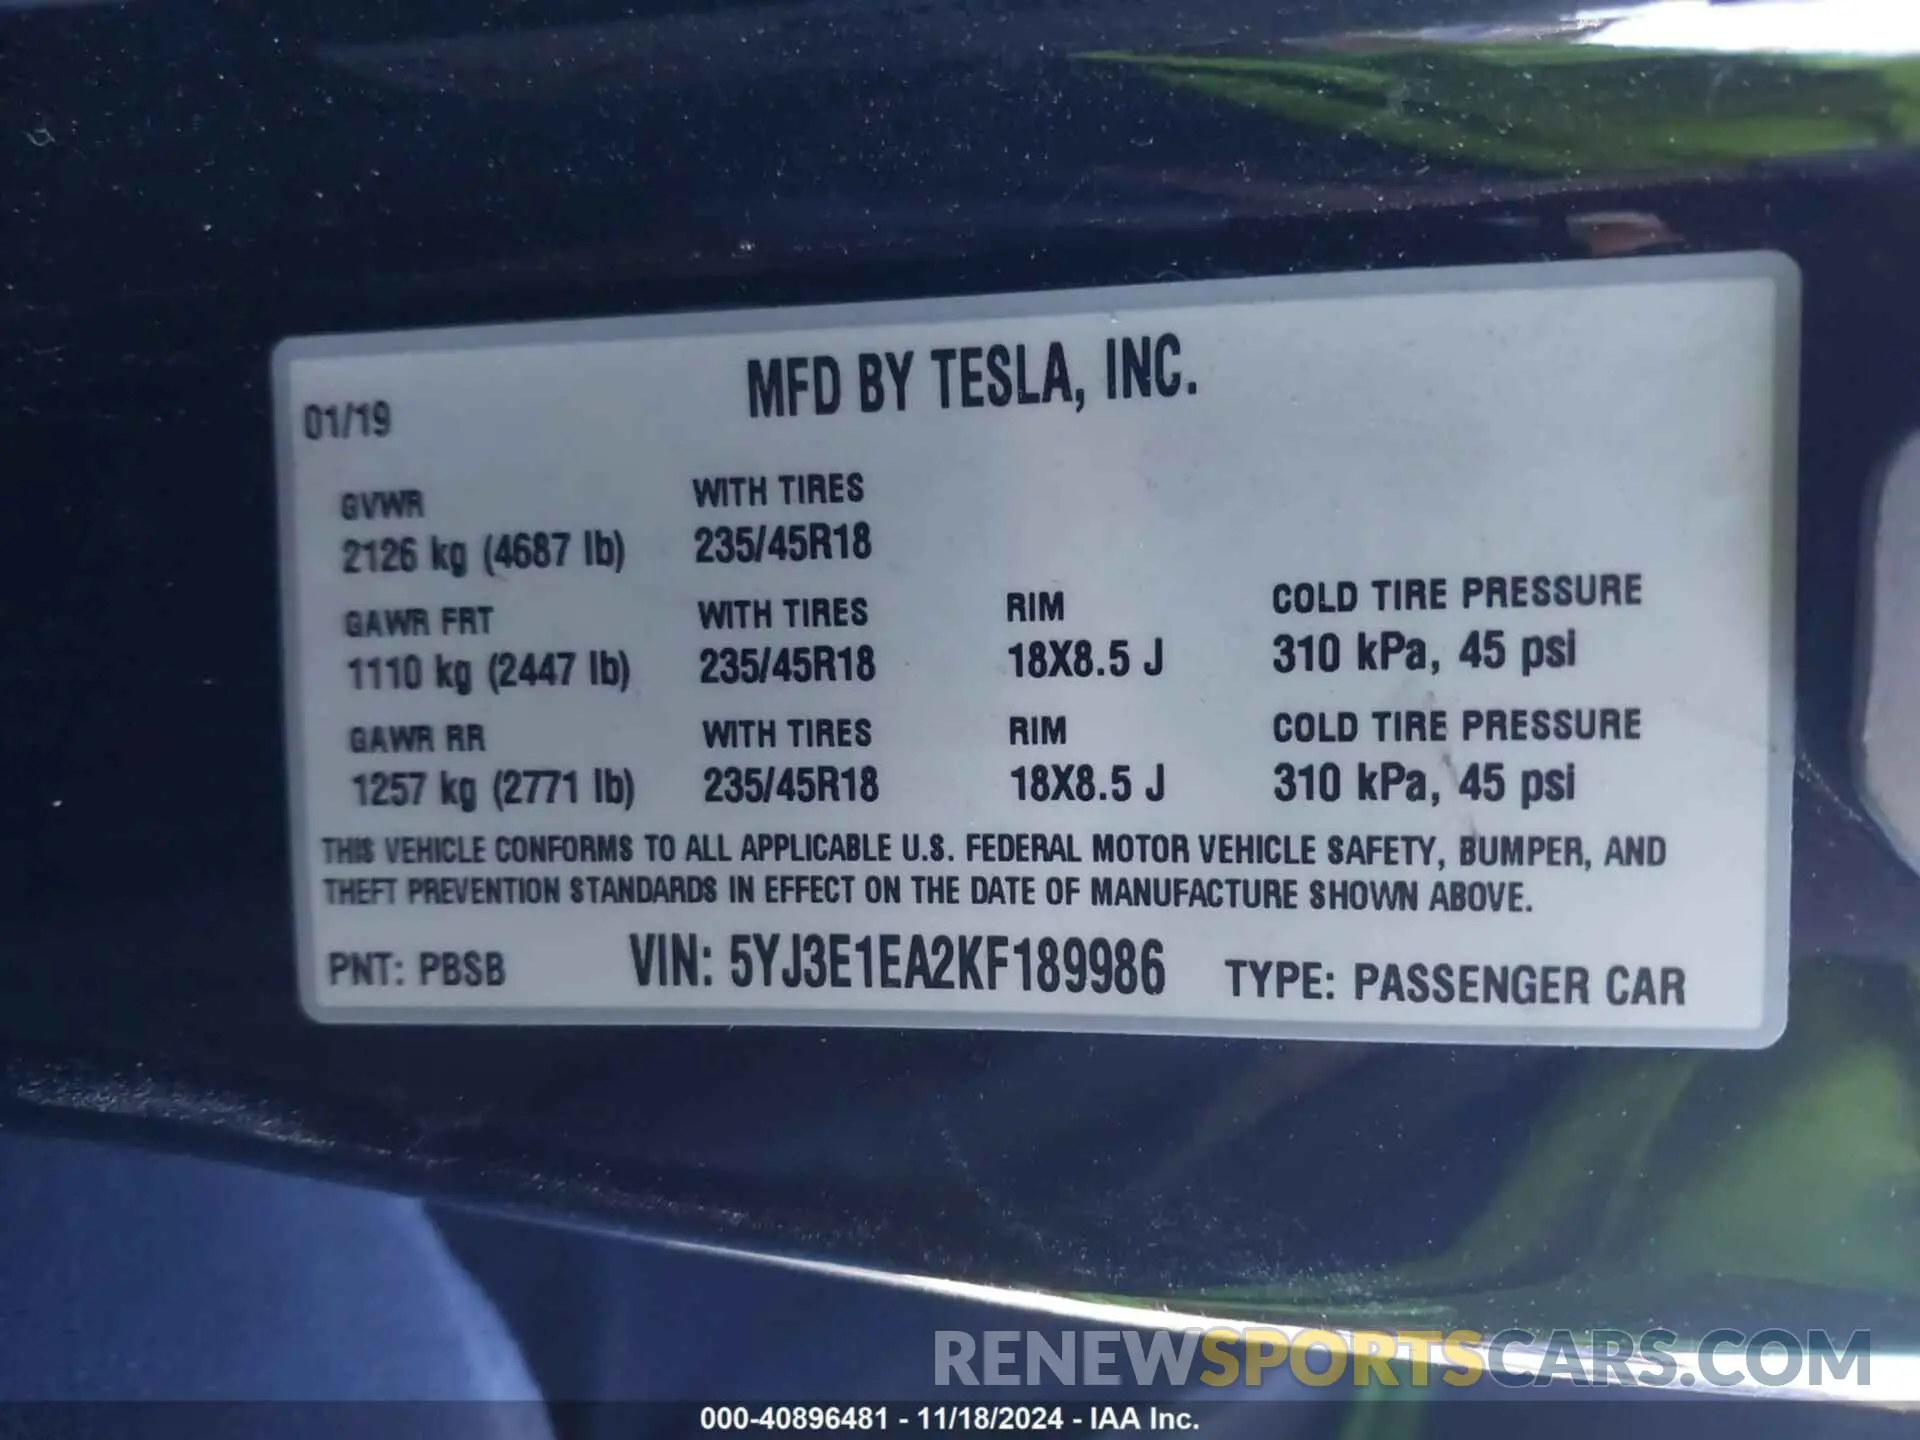 MFD BY TESLA, INC.
01/19
GVWR WITH TIRES
2126 kg (4687 lb) 235/45R18
GAWR FRT WITH TIRES RIM COLD TIRE PRESSURE
1110 kg (2447 lb) 235/45R18 18X8.5 J 310 kPa, 45 psi
GAWR RR WITH TIRES RIM COLD TIRE PRESSURE
1257 kg (2771 lb) 235/45R18 18X8.5 J 310 kPa, 45 psi
THIS VEHICLE CONFORMS TO ALL APPLICABLE U.S. FEDERAL MOTOR VEHICLE SAFETY, BUMPER, AND
THEFT PREVENTION STANDARDS IN EFFECT ON THE DATE OF MANUFACTURE SHOWN ABOVE.
PNT: PBSB VIN: 5YJ3E1EA2KF189986 TYPE: PASSENGER CAR
RENEWSPORTSCARS.COM
000-40896481 - 11/18/2024 - IAA Inc.